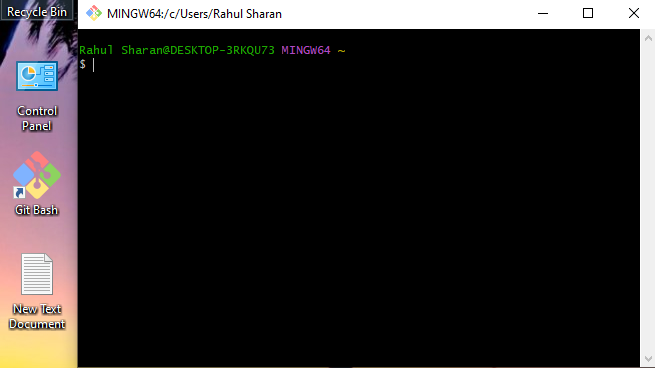 Recycle Bin
MINGW64:/c/Users/Rahul Sharan
Rahul Sharan@DESKTOP-3RKQU73 MINGW64 ~
$
Control
Panel
Git Bash
New Text
Document